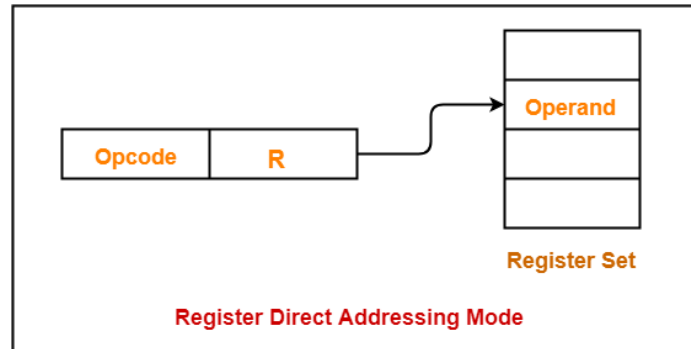 Operand
Opcode R
Register Set
Register Direct Addressing Mode